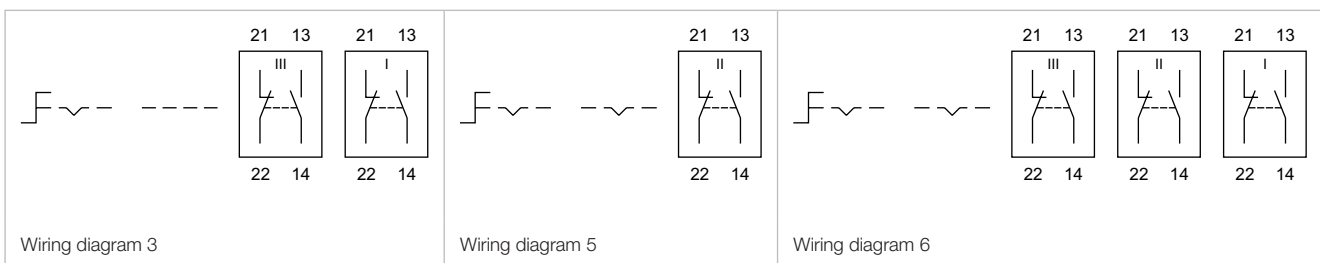 21 13 21 13
III I
22 14 22 14
Wiring diagram 3
21 13
II
22 14
Wiring diagram 5
21 13 21 13 21 13
III II I
22 14 22 14 22 14
Wiring diagram 6